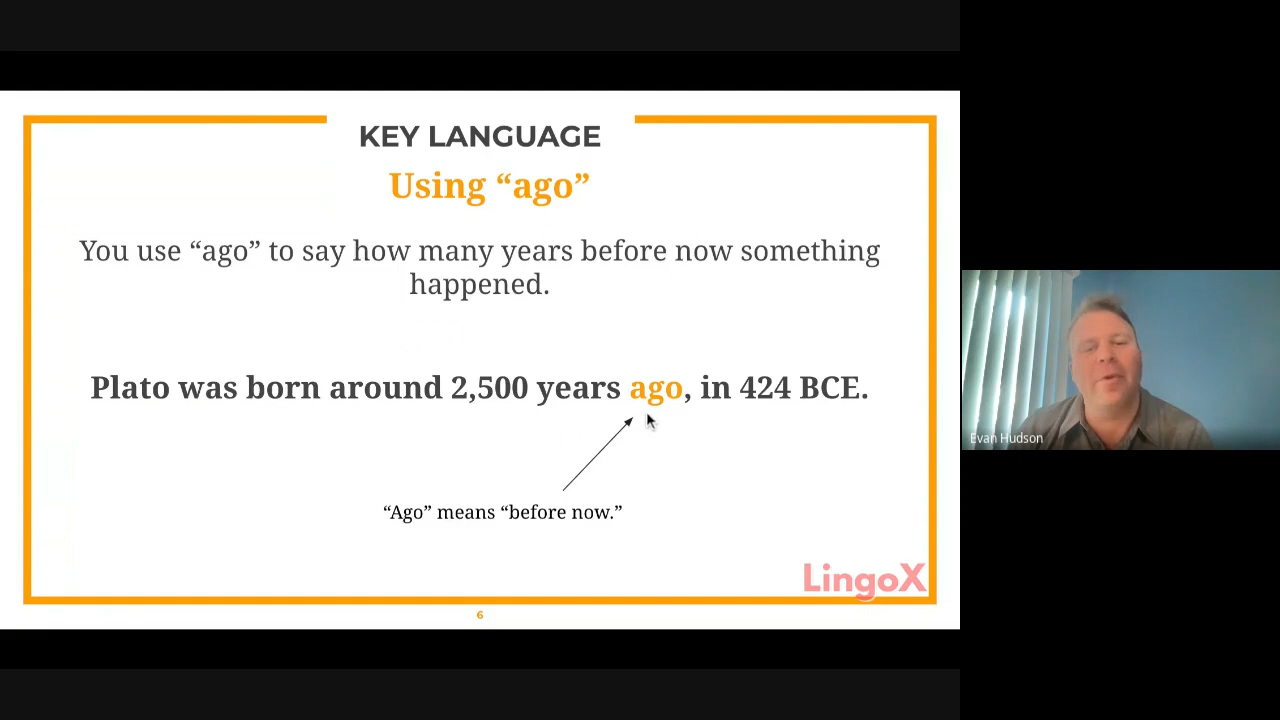 KEY LANGUAGE
Using “ago”
You use “ago” to say how many years before now something
happened.
Plato was born around 2,500 years ago, in 424 BCE.
“Ago” means “before now.”
LingoX
6
Evan Hudson